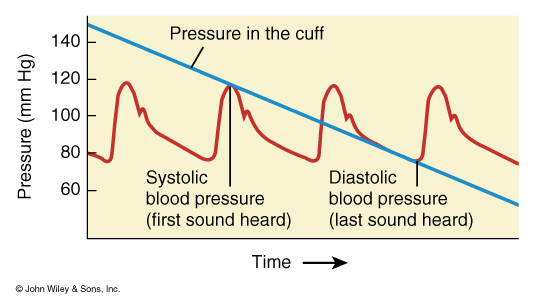 Pressure in the cuff
Pressure (mm Hg)
140
120
100
80
60
Systolic
blood pressure
(first sound heard)
Diastolic
blood pressure
(last sound heard)
Time
© John Wiley & Sons, Inc.